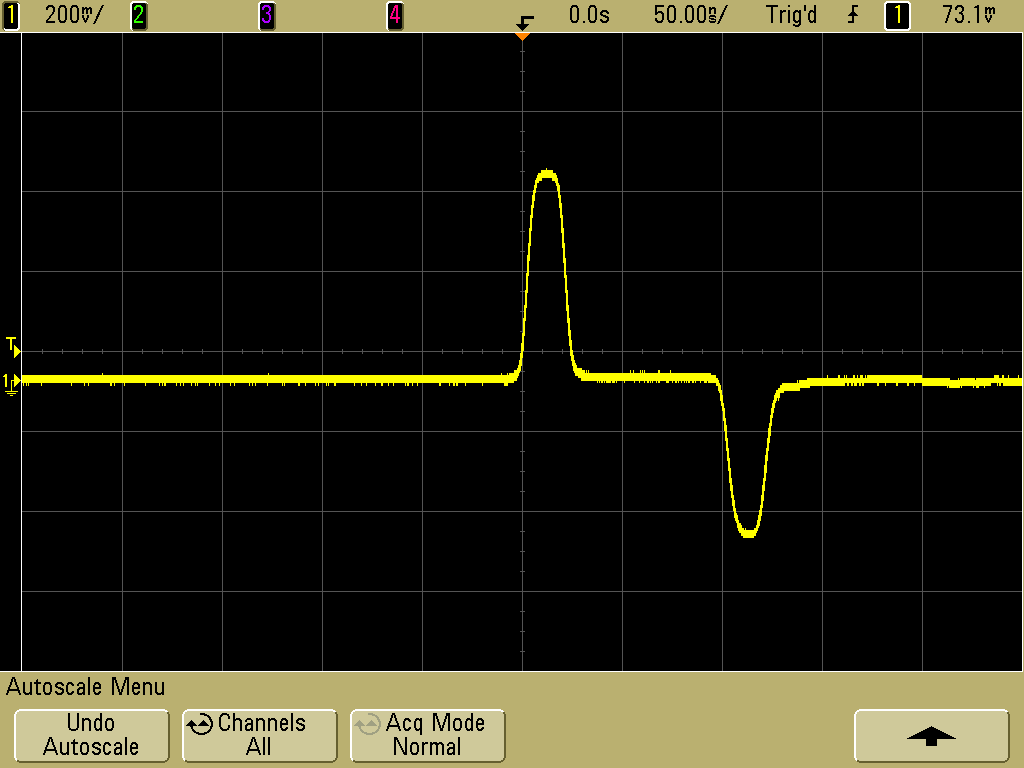 1 200mV/ 2 3 4 0.0s 50.00ns/ Trig'd 1 73.1mV
T
1
Autoscale Menu
Undo Autoscale
Channels All
Acq Mode Normal